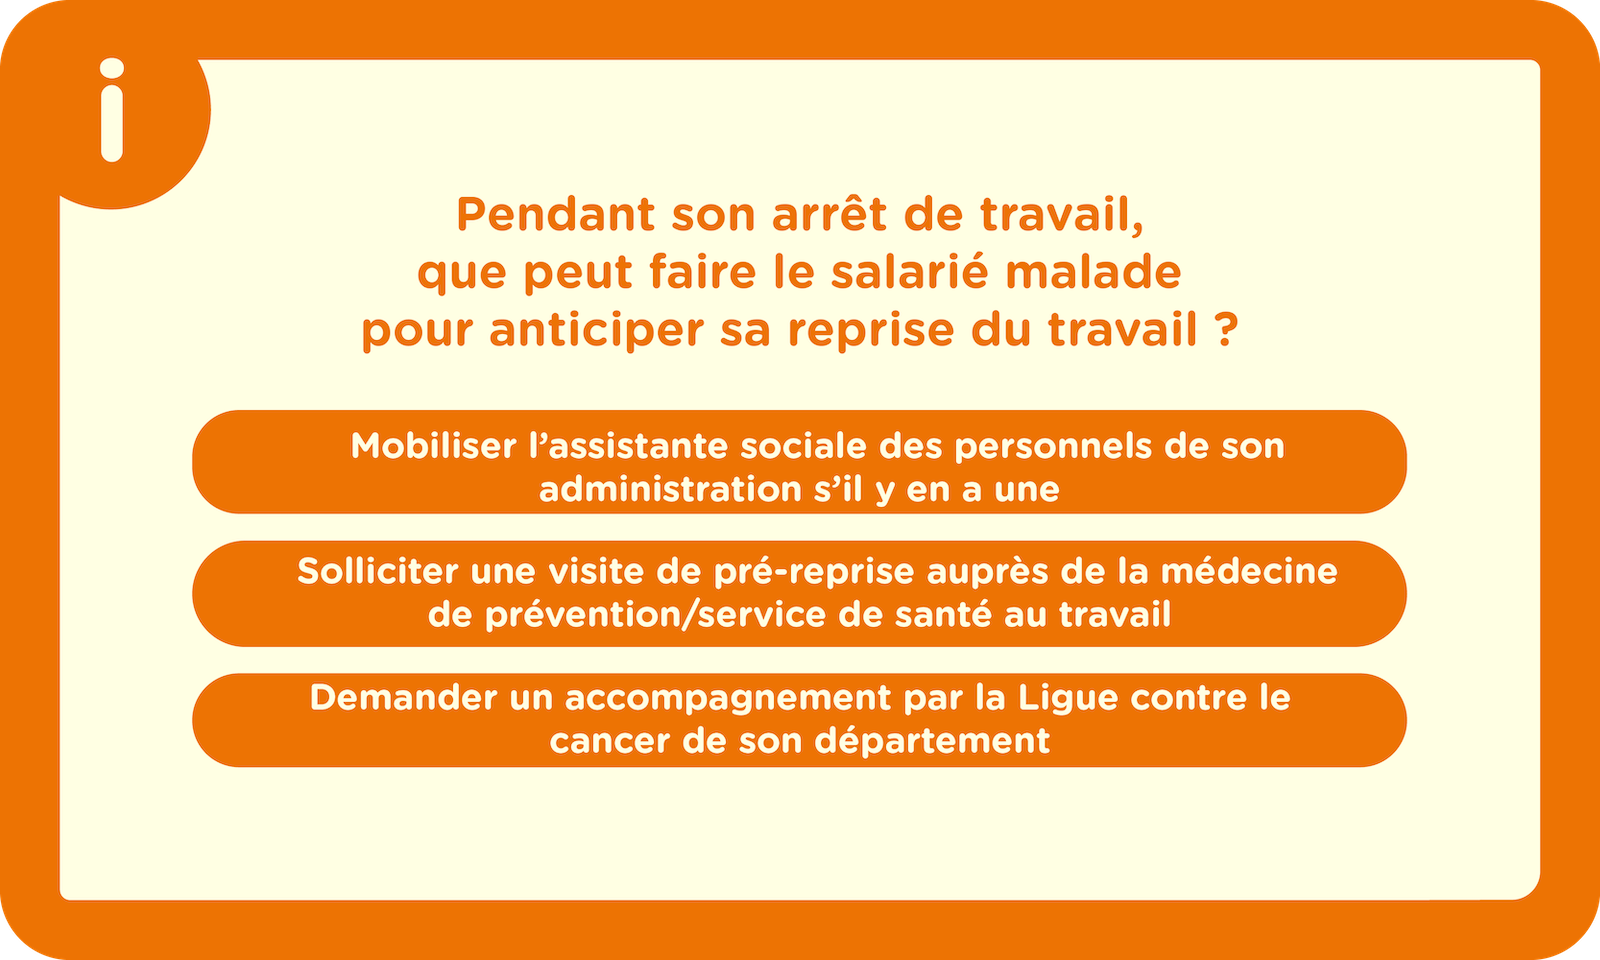 i
Pendant son arrêt de travail,
que peut faire le salarié malade
pour anticiper sa reprise du travail ?
Mobiliser l’assistante sociale des personnels de son
administration s’il y en a une
Solliciter une visite de pré-reprise auprès de la médecine
de prévention/service de santé au travail
Demander un accompagnement par la Ligue contre le
cancer de son département